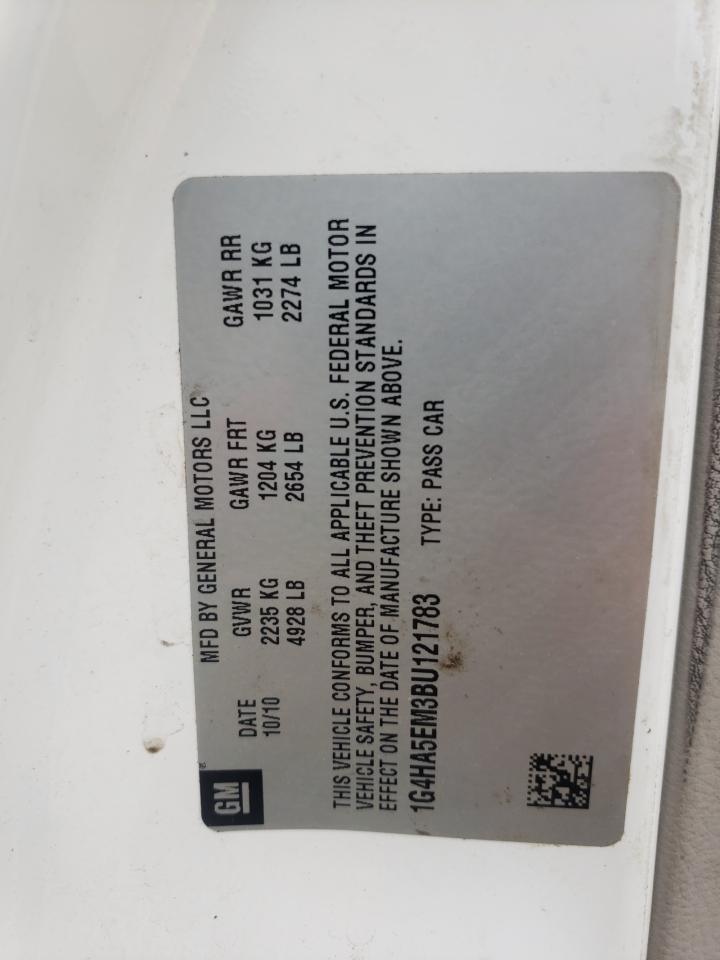 GM
MFD BY GENERAL MOTORS LLC
DATE GVWR GAWR FRT GAWR RR
10/10 2235 KG 1204 KG 1031 KG
4928 LB 2654 LB 2274 LB
THIS VEHICLE CONFORMS TO ALL APPLICABLE U.S. FEDERAL MOTOR
VEHICLE SAFETY, BUMPER, AND THEFT PREVENTION STANDARDS IN
EFFECT ON THE DATE OF MANUFACTURE SHOWN ABOVE.
1G4HA5EM3BU121783 TYPE: PASS CAR